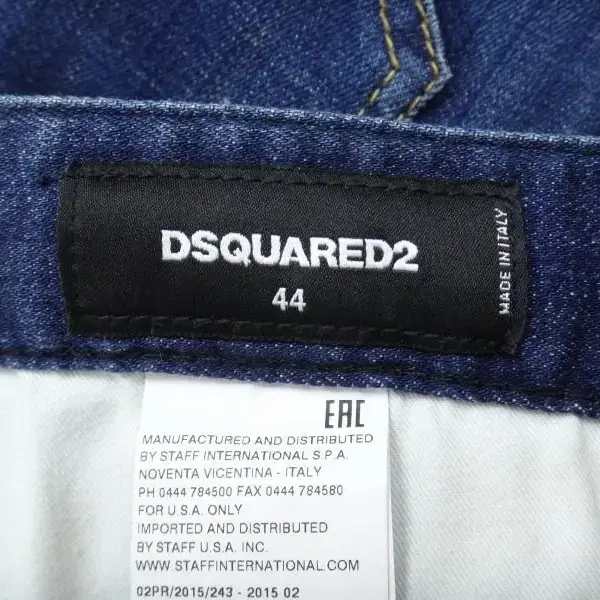 DSQUARED2
44
MADE IN ITALY
EAC
MANUFACTURED AND DISTRIBUTED
BY STAFF INTERNATIONAL S.P.A.
NOVENTA VICENTINA - ITALY
PH 0444 784500 FAX 0444 784580
FOR U.S.A. ONLY
IMPORTED AND DISTRIBUTED
BY STAFF U.S.A. INC.
WWW.STAFFINTERNATIONAL.COM
02PR/2015/243 - 2015 02